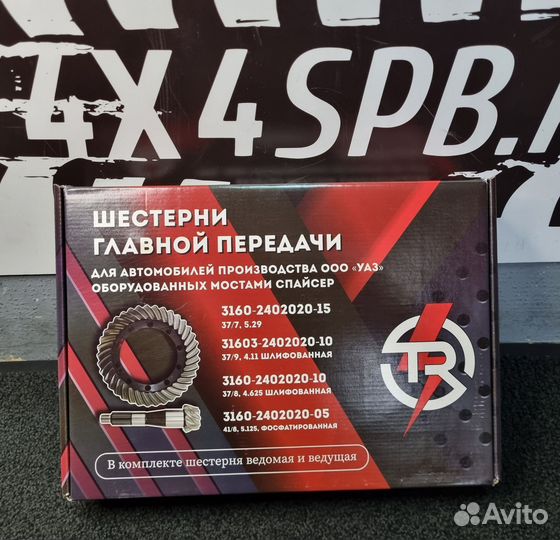 4X4SPB.R
ШЕСТЕРНИ
ГЛАВНОЙ ПЕРЕДАЧИ
ДЛЯ АВТОМОБИЛЕЙ ПРОИЗВОДСТВА ООО «УАЗ»
ОБОРУДОВАННЫХ МОСТАМИ СПАЙСЕР
3160-2402020-15
37/7, 5.29
31603-2402020-10
37/9, 4.11 ШЛИФОВАННАЯ
3160-2402020-10
37/8, 4.625 ШЛИФОВАННАЯ
3160-2402020-05
41/8, 5.125, ФОСФАТИРОВАННАЯ
TR
В комплекте шестерня ведомая и ведущая
Avito